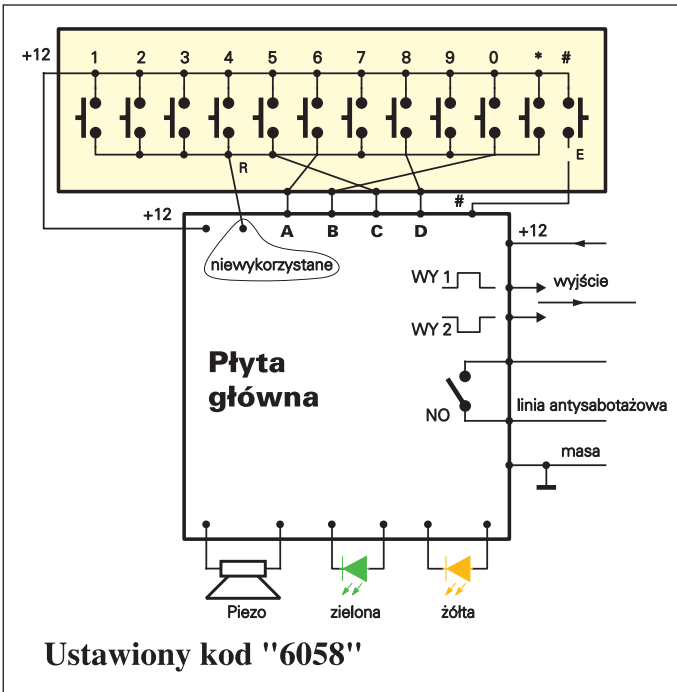 +12 1 2 3 4 5 6 7 8 9 0 * #
R E
+12 A B C D # +12
niewykorzystane
WY 1 wyjście
WY 2
Płyta
główna
NO linia antysabotażowa
masa
Piezo zielona żółta
Ustawiony kod "6058"